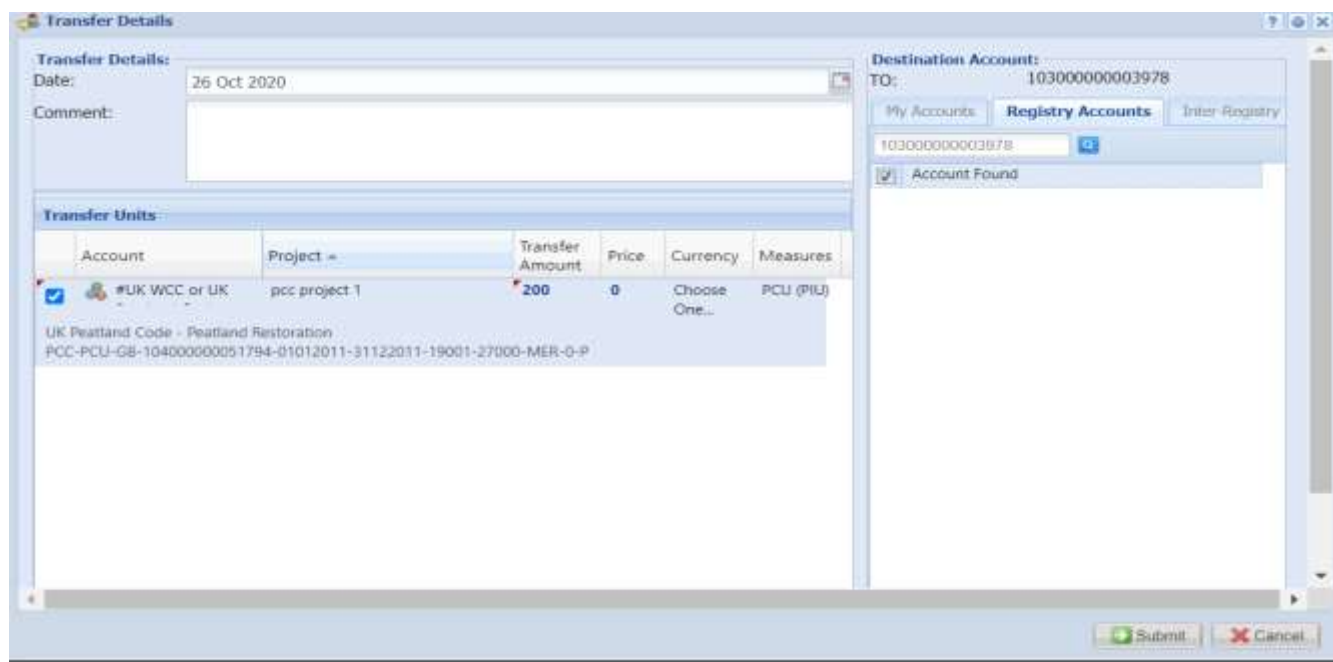 Transfer Details
Transfer Details:
Date: 26 Oct 2020
Comment:
Transfer Units
Account Project Transfer Amount Price Currency Measures
#UK WCC or UK pcc project 1 200 0 Choose One... PCU (PIU)
UK Peatland Code - Peatland Restoration
PCC-PCU-GB-104000000051794-01012011-31122011-19001-27000-MER-0-P
Destination Account:
TO: 103000000003978
My Accounts Registry Accounts Inter-Registry
103000000003978
Account Found
Submit Cancel